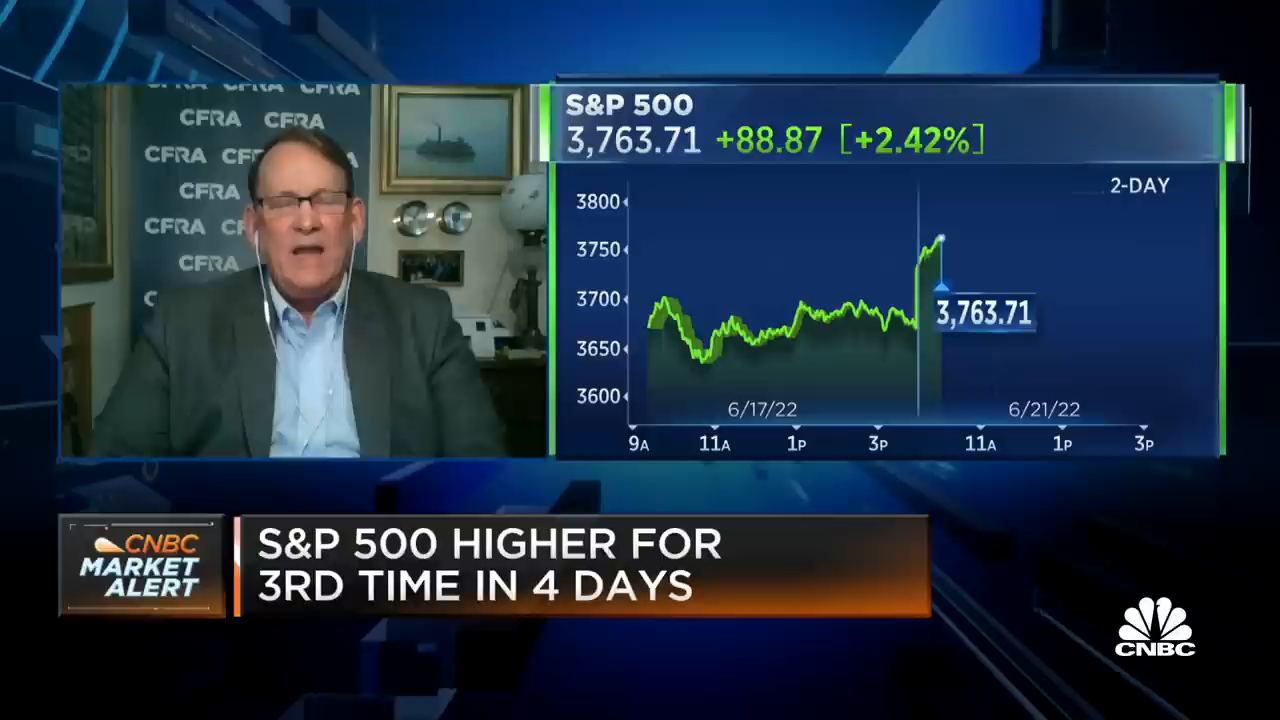 CFRA CFRA CFRA
CFRA CFRA
CFRA CF
CFRA
CFRA CF
CFRA
C
S&P 500
3,763.71 +88.87 [+2.42%]
2-DAY
3800
3750
3700
3650
3600
3,763.71
6/17/22 6/21/22
9A 11A 1P 3P 11A 1P 3P
CNBC
MARKET
ALERT
S&P 500 HIGHER FOR
3RD TIME IN 4 DAYS
CNBC